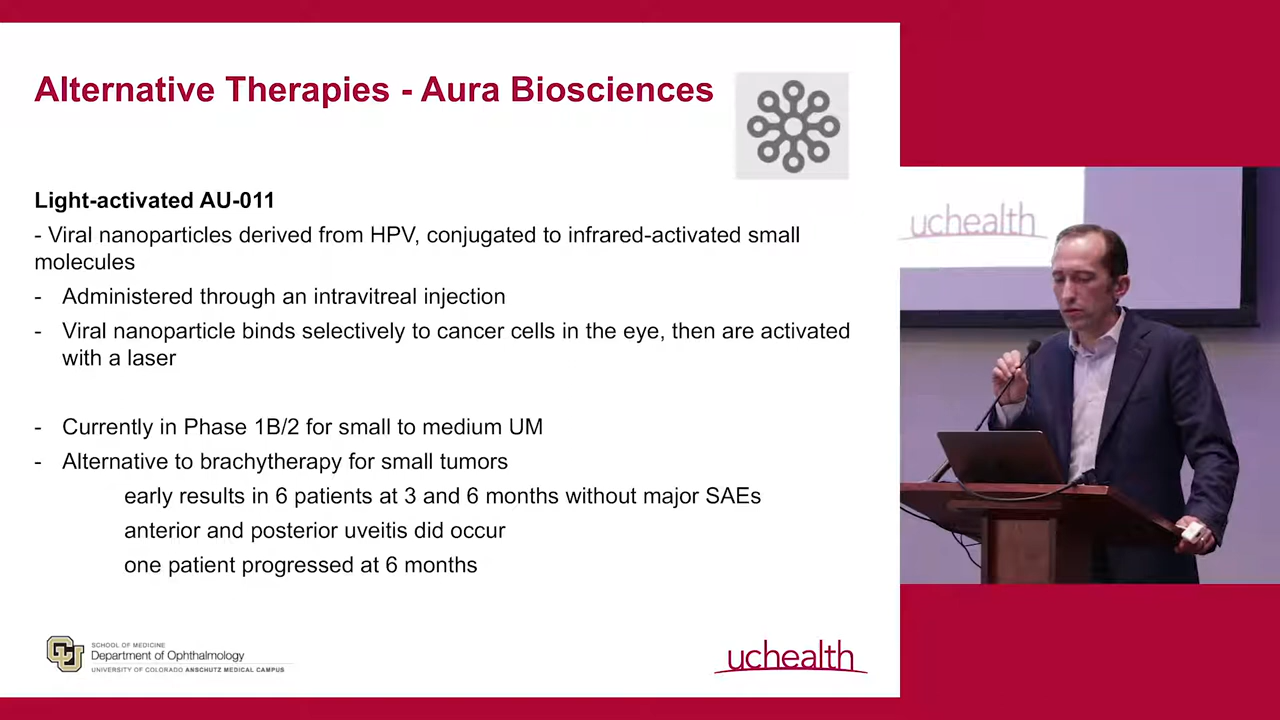 Alternative Therapies - Aura Biosciences
Light-activated AU-011
- Viral nanoparticles derived from HPV, conjugated to infrared-activated small
molecules
- Administered through an intravitreal injection
- Viral nanoparticle binds selectively to cancer cells in the eye, then are activated
with a laser
- Currently in Phase 1B/2 for small to medium UM
- Alternative to brachytherapy for small tumors
early results in 6 patients at 3 and 6 months without major SAEs
anterior and posterior uveitis did occur
one patient progressed at 6 months
CU
SCHOOL OF MEDICINE
Department of Ophthalmology
UNIVERSITY OF COLORADO ANSCHUTZ MEDICAL CAMPUS
uchealth
uchealth